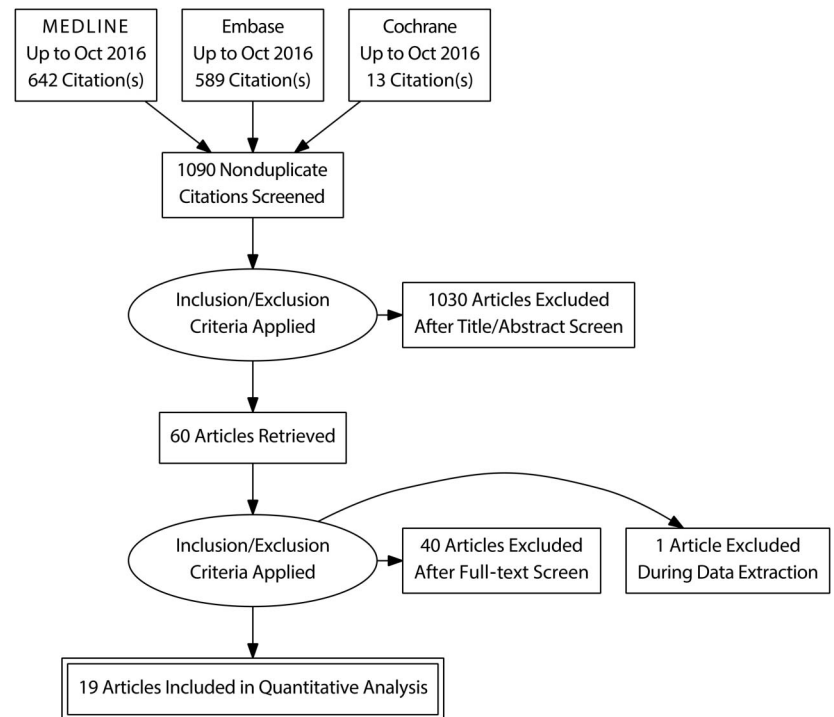 MEDLINE
Up to Oct 2016
642 Citation(s)
Embase
Up to Oct 2016
589 Citation(s)
Cochrane
Up to Oct 2016
13 Citation(s)
1090 Nonduplicate
Citations Screened
Inclusion/Exclusion
Criteria Applied
1030 Articles Excluded
After Title/Abstract Screen
60 Articles Retrieved
Inclusion/Exclusion
Criteria Applied
40 Articles Excluded
After Full-text Screen
1 Article Excluded
During Data Extraction
19 Articles Included in Quantitative Analysis